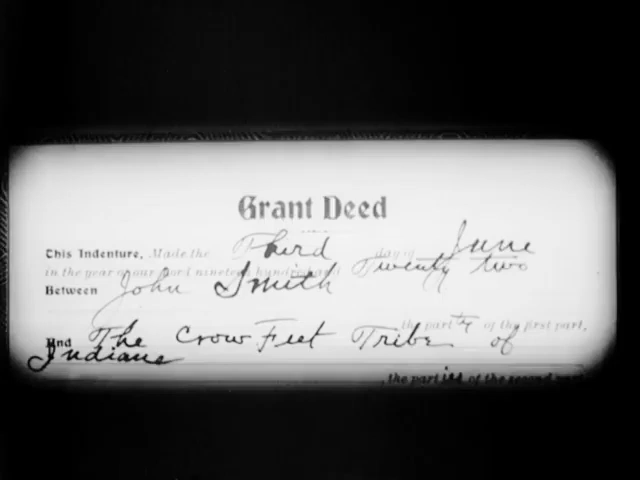 Grant Deed
This Indenture, Made the Third day of June
in the year of our Lord nineteen hundred and Twenty two
Between John Smith
the party of the first part,
And The Crow Feet Tribe of
Indians
, the part ies of the second part